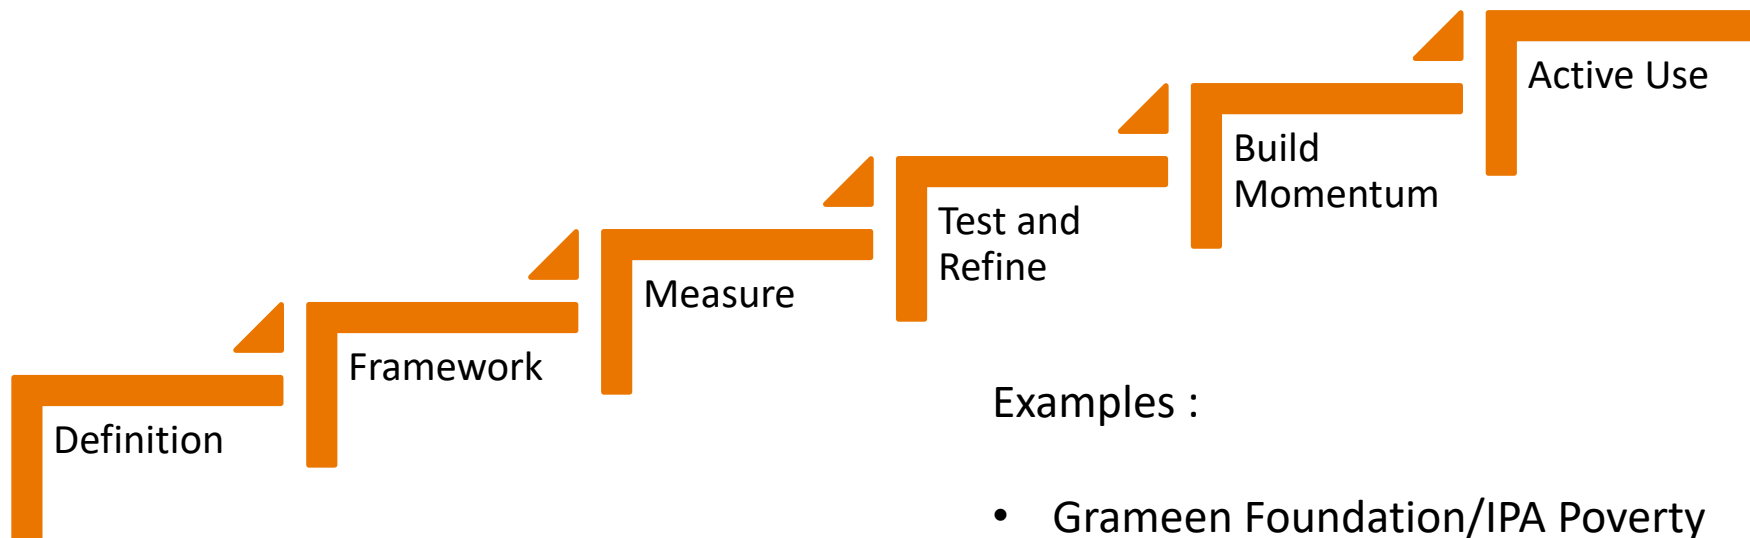 Active Use
Build
Momentum
Test and
Refine
Measure
Framework
Definition
Examples :
• Grameen Foundation/IPA Poverty